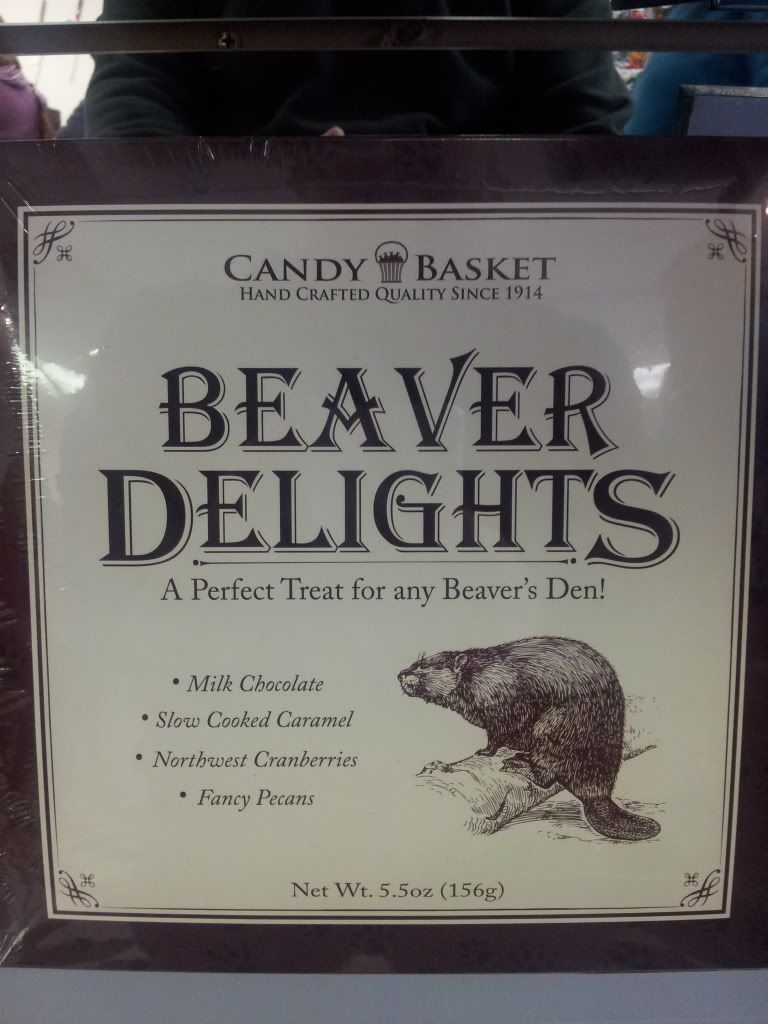 CANDY BASKET
HAND CRAFTED QUALITY SINCE 1914
BEAVER
DELIGHTS
A Perfect Treat for any Beaver's Den!
• Milk Chocolate
• Slow Cooked Caramel
• Northwest Cranberries
• Fancy Pecans
Net Wt. 5.5oz (156g)